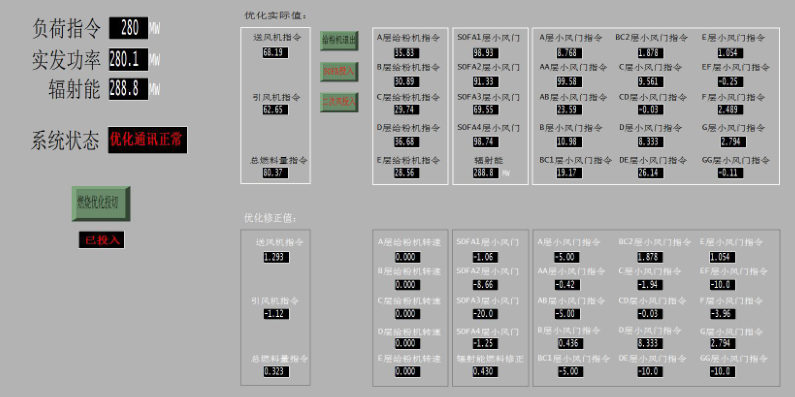 负荷指令 280 MW
实发功率 280.1 MW
辐射能 288.8 MW
系统状态 优化通讯正常
燃烧优化投切
已投入
优化实际值:
送风机指令 给粉机退出 A层给粉机指令 SOFA1层小风门 A层小风门指令 BC2层小风门指令 E层小风门指令
68.19 35.83 98.93 8.768 1.878 1.054
B层给粉机指令 SOFA2层小风门 AA层小风门指令 C层小风门指令 EF层小风门指令
30.89 91.33 99.58 9.561 -0.25
引风机指令 二次风投入 C层给粉机指令 SOFA3层小风门 AB层小风门指令 CD层小风门指令 F层小风门指令
62.65 29.74 69.55 23.59 -0.03 2.489
D层给粉机指令 SOFA4层小风门 B层小风门指令 D层小风门指令 G层小风门指令
36.68 98.74 10.98 8.333 2.794
总燃料量指令 E层给粉机指令 辐射能 BC1层小风门指令 DE层小风门指令 GG层小风门指令
80.37 28.56 288.8 MW 19.17 26.14 -0.11
优化修正值:
送风机指令 A层给粉机转速 SOFA1层小风门 A层小风门指令 BC2层小风门指令 E层小风门指令
1.293 0.000 -1.06 -5.00 1.878 1.054
B层给粉机转速 SOFA2层小风门 AA层小风门指令 C层小风门指令 EF层小风门指令
0.000 -8.66 -0.42 -1.94 -10.0
引风机指令 C层给粉机转速 SOFA3层小风门 AB层小风门指令 CD层小风门指令 F层小风门指令
-1.12 0.000 -20.0 -5.00 -0.03 -3.96
D层给粉机转速 SOFA4层小风门 B层小风门指令 D层小风门指令 G层小风门指令
0.000 -1.25 0.436 8.333 2.794
总燃料量指令 E层给粉机转速 辐射能燃料修正 BC1层小风门指令 DE层小风门指令 GG层小风门指令
0.323 0.000 0.430 -5.00 -10.0 -10.0